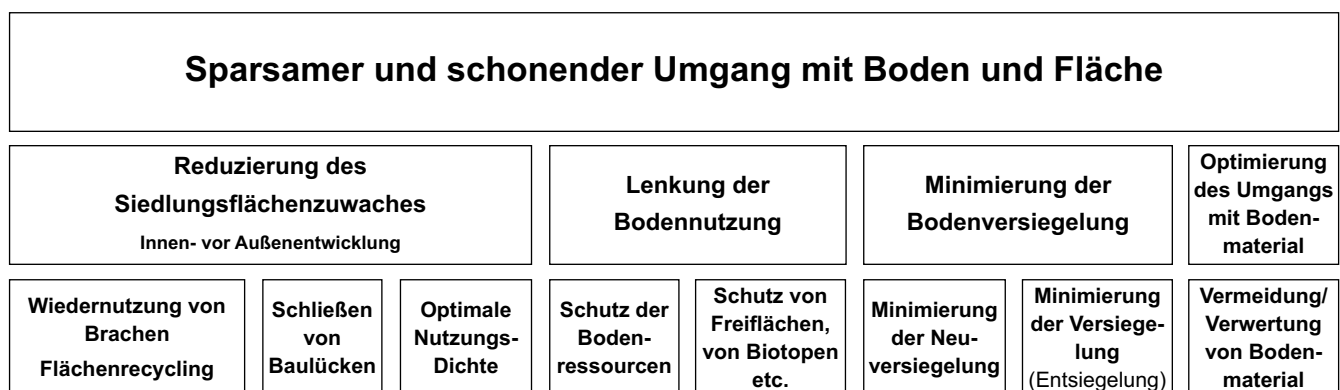 Sparsamer und schonender Umgang mit Boden und Fläche
Reduzierung des
Siedlungsflächenzuwaches
Innen- vor Außenentwicklung
Lenkung der
Bodennutzung
Minimierung der
Bodenversiegelung
Optimierung
des Umgangs
mit Boden-
material
Wiedernutzung von
Brachen
Flächenrecycling
Schließen
von
Baulücken
Optimale
Nutzungs-
Dichte
Schutz der
Boden-
ressourcen
Schutz von
Freiflächen,
von Biotopen
etc.
Minimierung
der Neu-
versiegelung
Minimierung
der Versiege-
lung
(Entsiegelung)
Vermeidung/
Verwertung
von Boden-
material